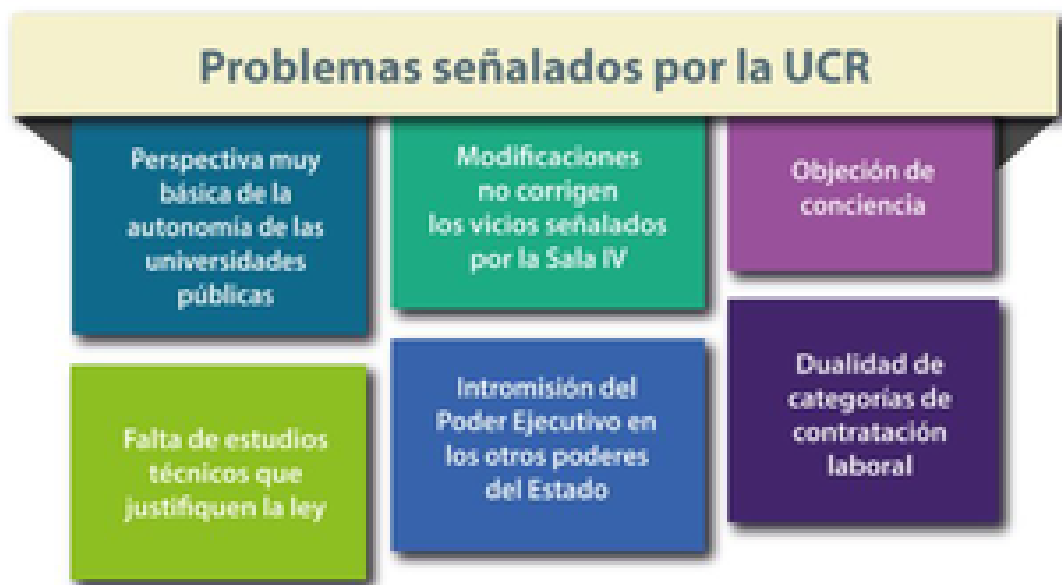 Problemas señalados por la UCR
Perspectiva muy
básica de la
autonomía de las
universidades
públicas
Modificaciones
no corrigen
los vicios señalados
por la Sala IV
Objeción de
conciencia
Falta de estudios
técnicos que
justifiquen la ley
Intromisión del
Poder Ejecutivo en
los otros poderes
del Estado
Dualidad de
categorías de
contratación
laboral